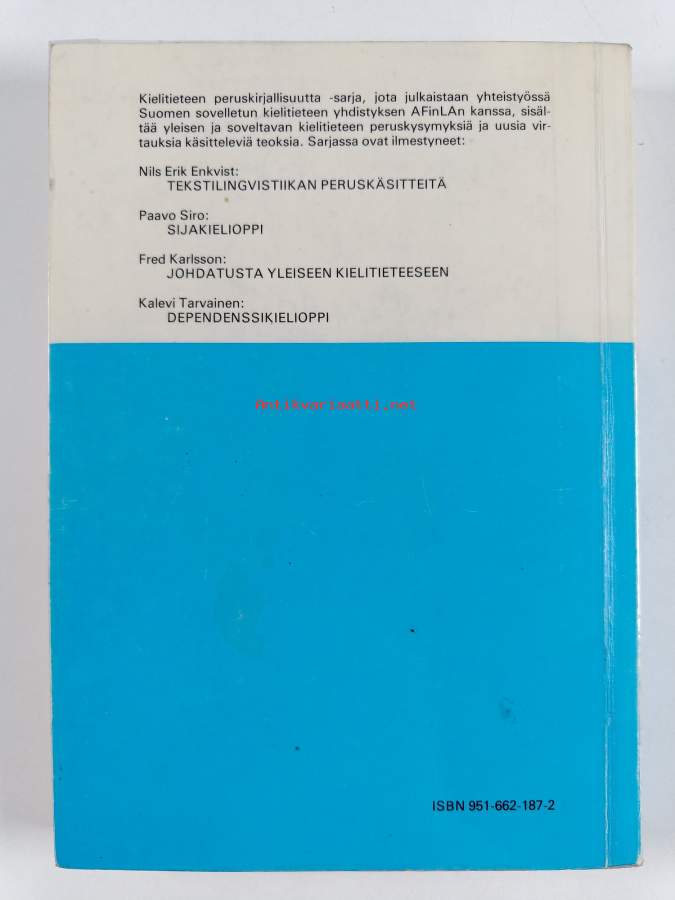 Kielitieteen peruskirjallisuutta -sarja, jota julkaistaan yhteistyössä
Suomen sovelletun kielitieteen yhdistyksen AFinLAn kanssa, sisäl-
tää yleisen ja soveltavan kielitieteen peruskysymyksiä ja uusia vir-
tauksia käsitteleviä teoksia. Sarjassa ovat ilmestyneet:
Nils Erik Enkvist:
TEKSTILINGVISTIIKAN PERUSKÄSITTEITÄ
Paavo Siro:
SIJAKIELIOPPI
Fred Karlsson:
JOHDATUSTA YLEISEEN KIELITIETEESEEN
Kalevi Tarvainen:
DEPENDENSSIKIELIOPPI
Antikvariaatti.net
ISBN 951-662-187-2